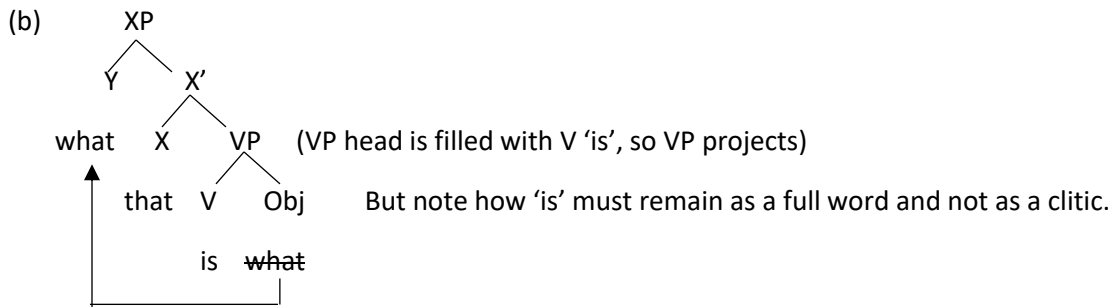 (b) XP
Y X'
what X VP (VP head is filled with V 'is', so VP projects)
that V Obj But note how 'is' must remain as a full word and not as a clitic.
is ~~what~~